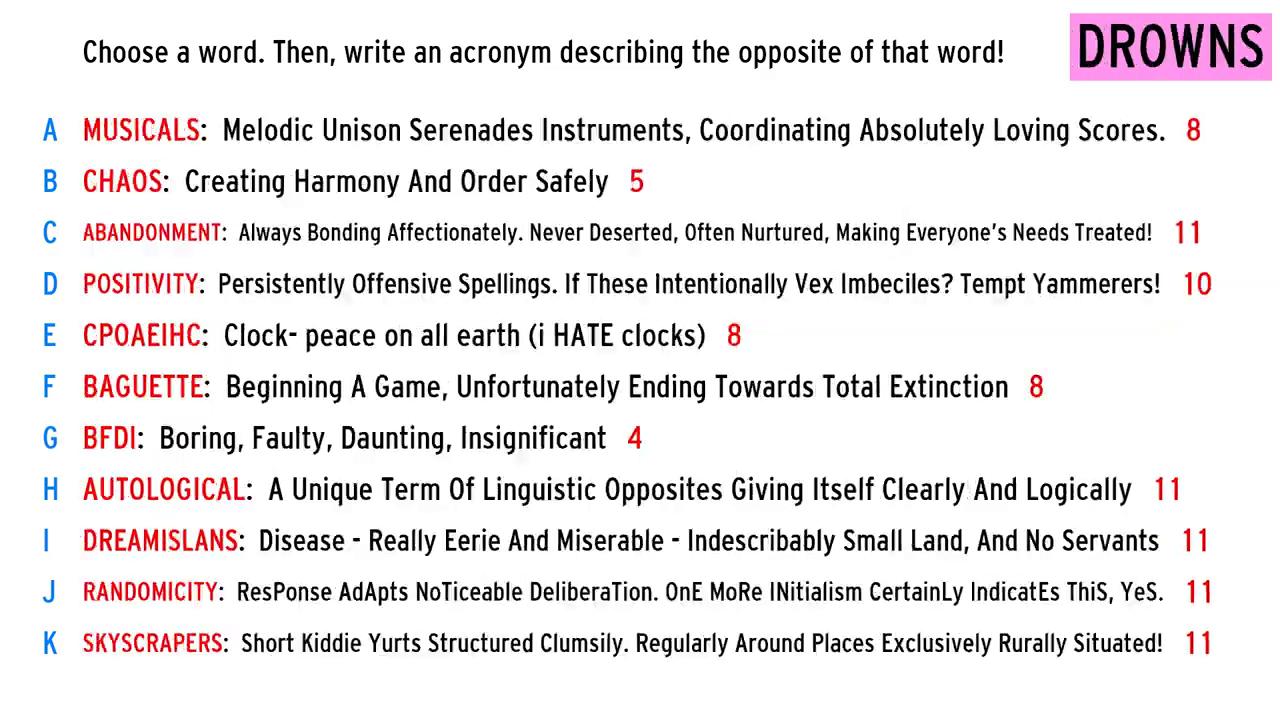 Choose a word. Then, write an acronym describing the opposite of that word!
DROWNS
A MUSICALS: Melodic Unison Serenades Instruments, Coordinating Absolutely Loving Scores. 8
B CHAOS: Creating Harmony And Order Safely 5
C ABANDONMENT: Always Bonding Affectionately. Never Deserted, Often Nurtured, Making Everyone's Needs Treated! 11
D POSITIVITY: Persistently Offensive Spellings. If These Intentionally Vex Imbeciles? Tempt Yammerers! 10
E CPOAEIHC: Clock- peace on all earth (i HATE clocks) 8
F BAGUETTE: Beginning A Game, Unfortunately Ending Towards Total Extinction 8
G BFDI: Boring, Faulty, Daunting, Insignificant 4
H AUTOLOGICAL: A Unique Term Of Linguistic Opposites Giving Itself Clearly And Logically 11
I DREAMISLANS: Disease - Really Eerie And Miserable - Indescribably Small Land, And No Servants 11
J RANDOMICITY: ResPonse AdApts NoTiceable DeliberaTion. OnE MoRe INitialism CertainLy IndicatEs ThiS, YeS. 11
K SKYSCRAPERS: Short Kiddie Yurts Structured Clumsily. Regularly Around Places Exclusively Rurally Situated! 11